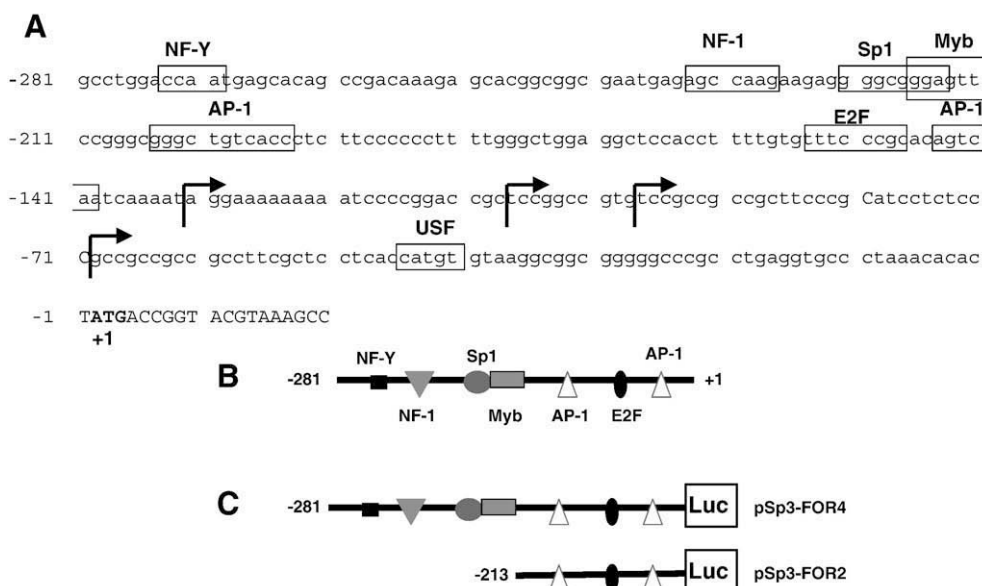 A
NF-Y NF-1 Sp1 Myb
-281 gcctggacca atgagcacag ccgacaaaga gcacggcggc gaatgagagc caagaagagg ggcgggagtt
AP-1 E2F AP-1
-211 ccgggcgggc tgtcaccctc ttcccccctt tgggctgga ggctccacct tttgtgtttc ccgcacagtc
-141 aatcaaaata ggaaaaaaaa atccccggac cgctccggcc gtgtccgccg ccgcttcccg Catcctctcc
USF
-71 Cgccgccgcc gccttcgctc ctcaccatgt gtaaggcggc gggggcccgc ctgaggtgcc ctaaacacac
-1 TATGACCGGT ACGTAAAGCC
+1
B
NF-Y Sp1 AP-1
-281 +1
NF-1 Myb AP-1 E2F
C
-281 Luc pSp3-FOR4
-213 Luc pSp3-FOR2